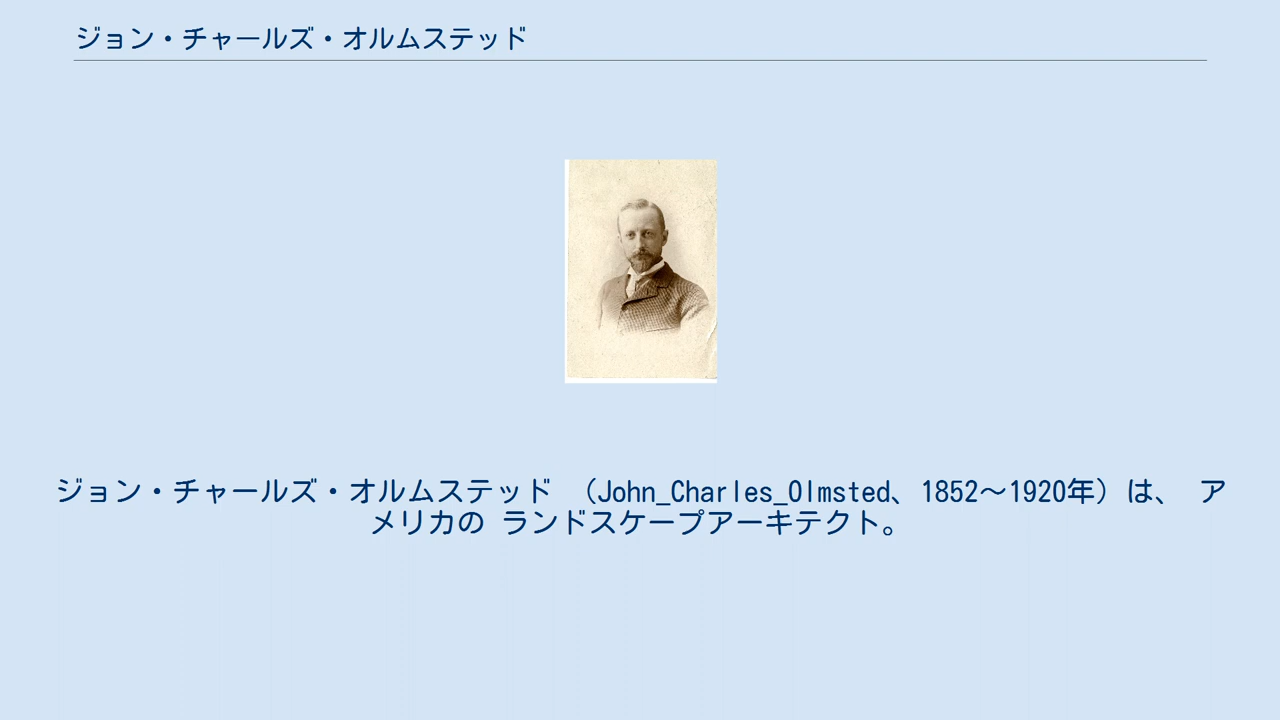 ジョン・チャールズ・オルムステッド
ジョン・チャールズ・オルムステッド （John_Charles_Olmsted、1852～1920年）は、 ア
メリカの ランドスケープアーキテクト。